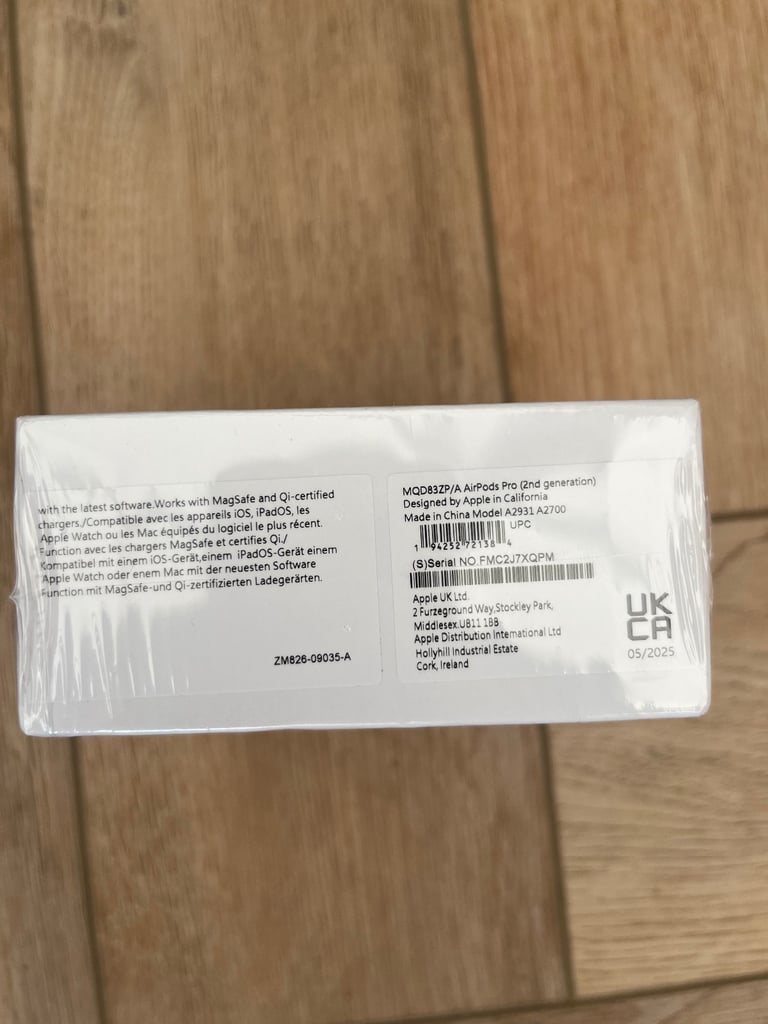 with the latest software.Works with MagSafe and Qi-certified
chargers./Compatible avec les appareils iOS, iPadOS, les
Apple Watch ou les Mac équipés du logiciel le plus récent.
Function avec les chargers MagSafe et certifies Qi./
Kompatibel mit einem iOS-Gerät,einem iPadOS-Gerät einem
Apple Watch oder enem Mac mit der neuesten Software
Function mit MagSafe-und Qi-zertifizierten Ladegerärten.
ZM826-09035-A
MQD83ZP/A AirPods Pro (2nd generation)
Designed by Apple in California
Made in China Model A2931 A2700
UPC
1 94252 72138 4
(S)Serial NO.FMC2J7XQPM
Apple UK Ltd.
2 Furzeground Way,Stockley Park,
Middlesex.UB11 1BB
Apple Distribution International Ltd
Hollyhill Industrial Estate
Cork, Ireland
UK
CA
05/2025